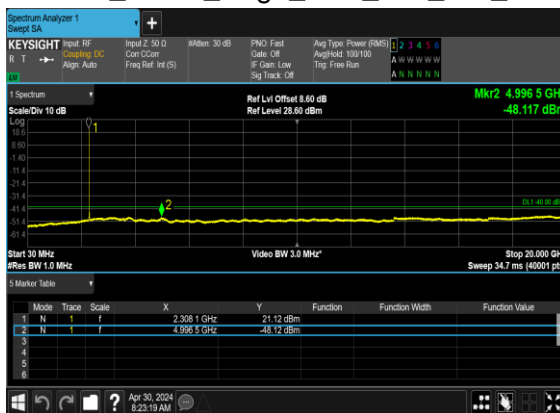 Spectrum Analyzer 1
Swept SA
KEYSIGHT
R T
Input: RF
Coupling: DC
Align: Auto
Input Z: 50 Ω
Corr CCorr
Freq Ref: Int (S)
#Atten: 30 dB
PNO: Fast
Gate: Off
IF Gain: Low
Sig Track: Off
Avg Type: Power (RMS)
Avg|Hold: 100/100
Trig: Free Run
1 2 3 4 5 6
A W W W W W
A N N N N N
1 Spectrum
Scale/Div 10 dB
Ref Lvl Offset 8.60 dB
Ref Level 28.60 dBm
Mkr2 4.996 5 GH
-48.117 dBr
Log
18.6
8.60
-1.40
-11.4
-21.4
-31.4
-41.4
-51.4
-61.4
1
2
DL1 -40.00 dB
Start 30 MHz
#Res BW 1.0 MHz
Video BW 3.0 MHz*
Stop 20.000 GH
Sweep 34.7 ms (40001 pt
5 Marker Table
Mode Trace Scale X Y Function Function Width Function Value
1 N 1 f 2.308 1 GHz 21.12 dBm
2 N 1 f 4.996 5 GHz -48.12 dBm
3
4
5
6
?
Apr 30, 2024
8:23:19 AM